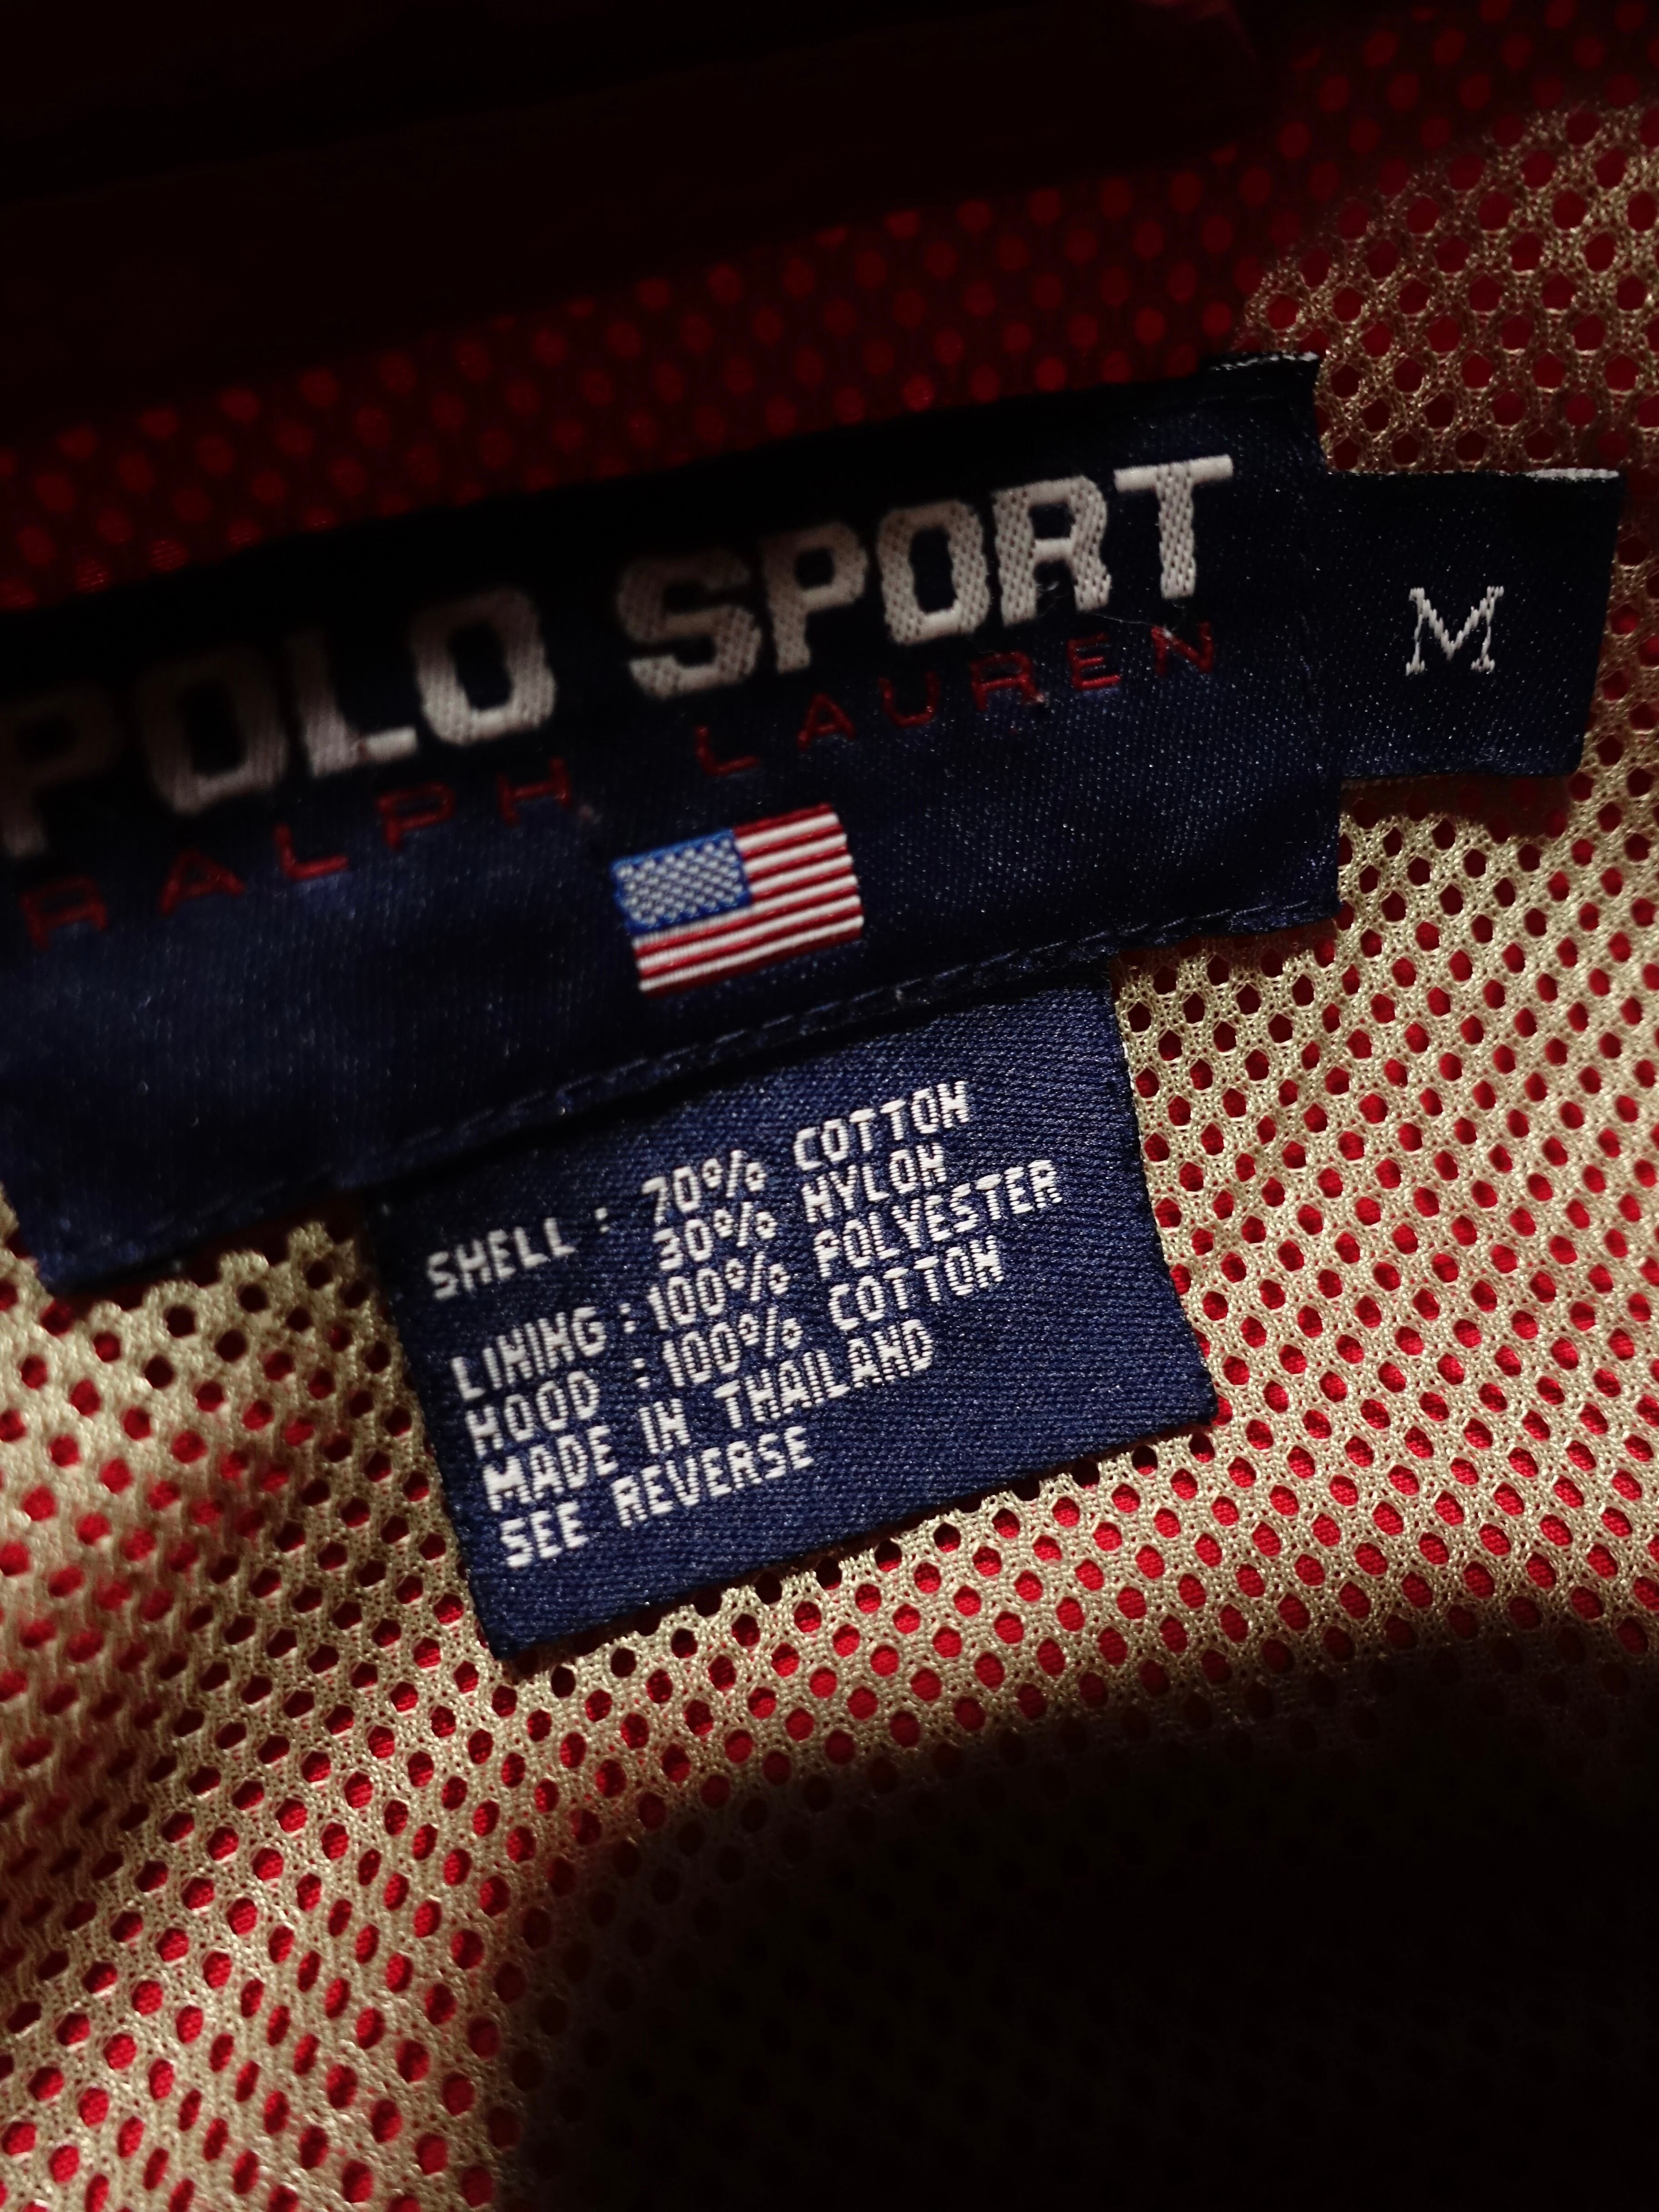 POLO SPORT
RALPH LAUREN
M
SHELL : 70% COTTON
30% NYLON
LINING : 100% POLYESTER
HOOD : 100% COTTON
MADE IN THAILAND
SEE REVERSE